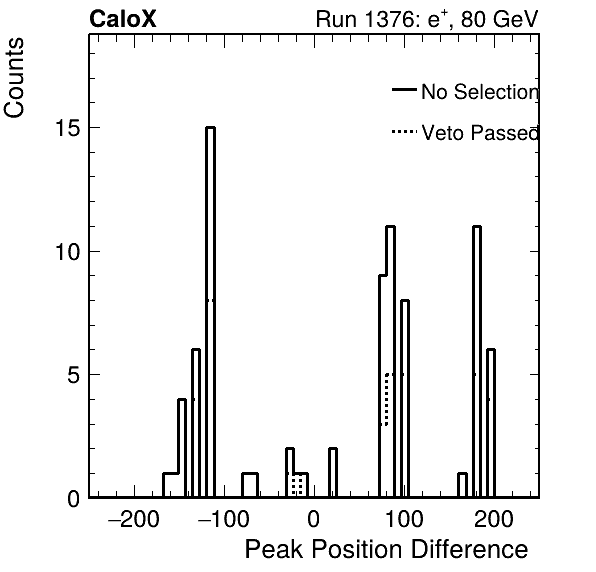 CaloX Run 1376: e⁺, 80 GeV
Counts
No Selection
Veto Passed
15
10
5
0
−200 −100 0 100 200
Peak Position Difference